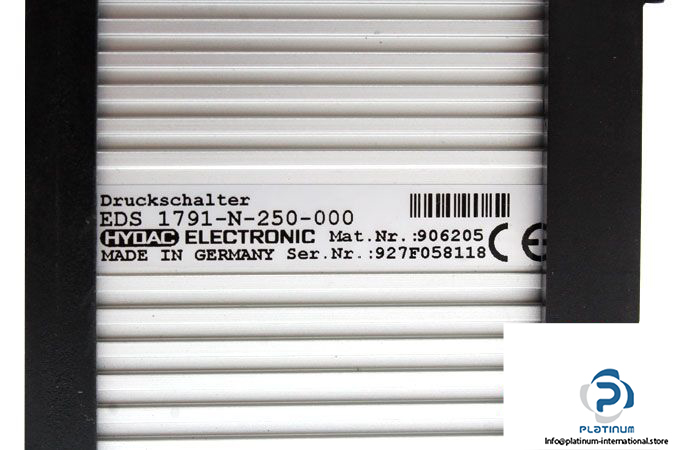 Druckschalter
EDS 1791-N-250-000
HYDAC ELECTRONIC Mat.Nr.:906205
MADE IN GERMANY Ser.Nr.:927F058118
CE
PLATINUM
Info@platinum-international.store